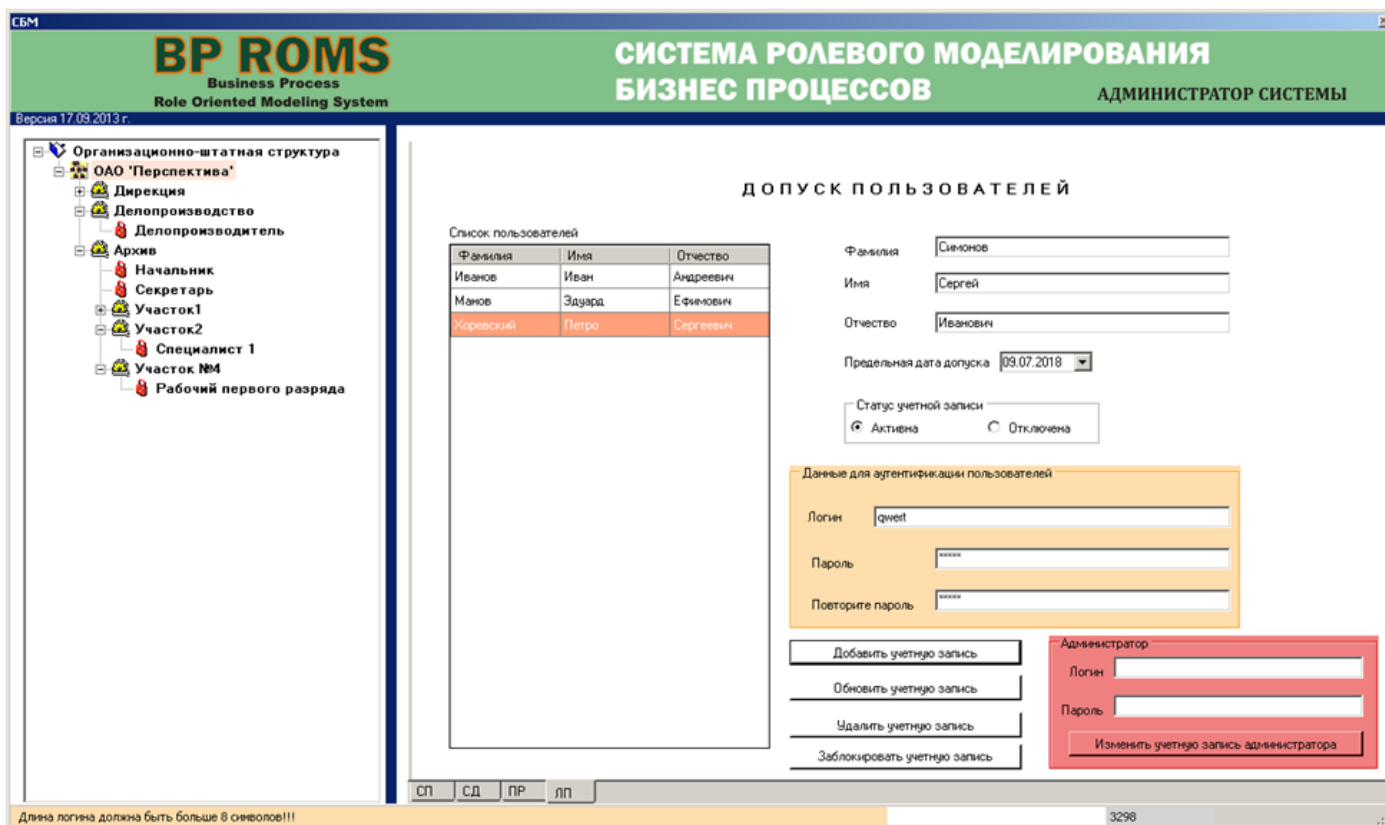 СБМ
BP ROMS
Business Process
Role Oriented Modeling System
СИСТЕМА РОЛЕВОГО МОДЕЛИРОВАНИЯ
БИЗНЕС ПРОЦЕССОВ
АДМИНИСТРАТОР СИСТЕМЫ
Версия 17.09.2013 г.
Организационно-штатная структура
ОАО 'Перспектива'
Дирекция
Делопроизводство
Делопроизводитель
Архив
Начальник
Секретарь
Участок1
Участок2
Специалист 1
Участок №4
Рабочий первого разряда
ДОПУСК ПОЛЬЗОВАТЕЛЕЙ
Список пользователей
Фамилия Имя Отчество
Иванов Иван Андреевич
Манов Эдуард Ефимович
Хоревский Петро Сергеевич
Фамилия Симонов
Имя Сергей
Отчество Иванович
Предельная дата допуска 09.07.2018
Статус учетной записи
Активна Отключена
Данные для аутентификации пользователей
Логин qwert
Пароль *****
Повторите пароль *****
Добавить учетную запись
Обновить учетную запись
Удалить учетную запись
Заблокировать учетную запись
Администратор
Логин
Пароль
Изменить учетную запись администратора
СП СД ПР ЛП
Длина логина должна быть больше 8 символов!!!
3298